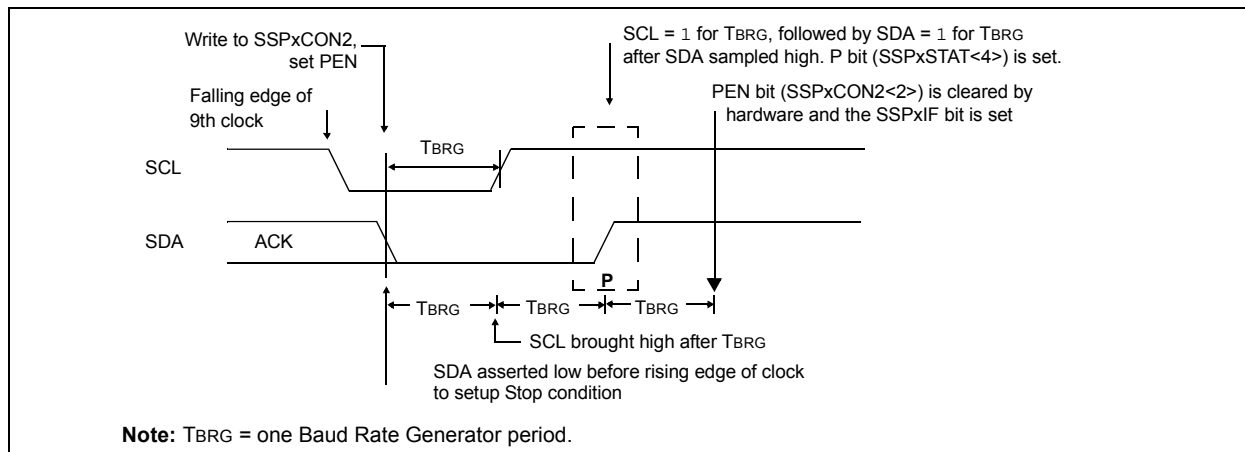 Write to SSPxCON2,
set PEN
SCL = 1 for TBRG, followed by SDA = 1 for TBRG
after SDA sampled high. P bit (SSPxSTAT<4>) is set.
Falling edge of
9th clock
PEN bit (SSPxCON2<2>) is cleared by
hardware and the SSPxIF bit is set
TBRG
SCL
SDA
ACK
P
TBRG
TBRG
TBRG
SCL brought high after TBRG
SDA asserted low before rising edge of clock
to setup Stop condition
Note: TBRG = one Baud Rate Generator period.